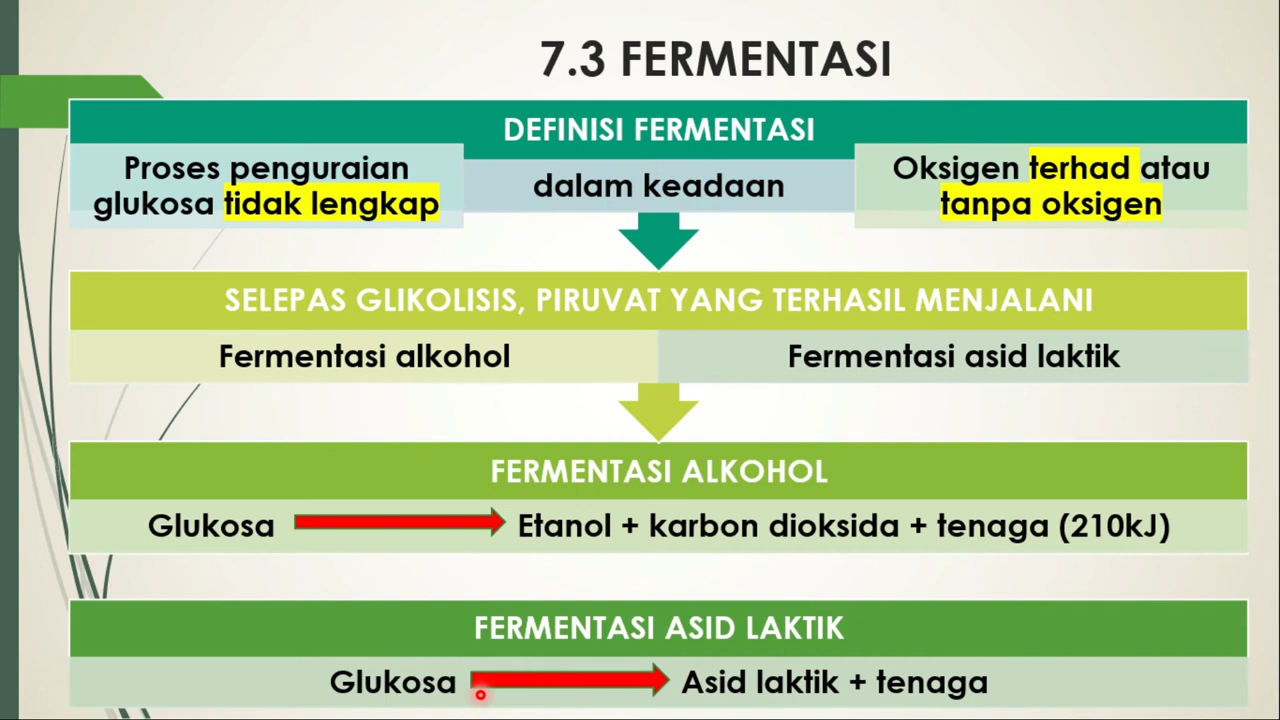 7.3 FERMENTASI
DEFINISI FERMENTASI
Proses penguraian
glukosa tidak lengkap
dalam keadaan
Oksigen terhad atau
tanpa oksigen
SELEPAS GLIKOLISIS, PIRUVAT YANG TERHASIL MENJALANI
Fermentasi alkohol
Fermentasi asid laktik
FERMENTASI ALKOHOL
Glukosa
Etanol + karbon dioksida + tenaga (210kJ)
FERMENTASI ASID LAKTIK
Glukosa
Asid laktik + tenaga